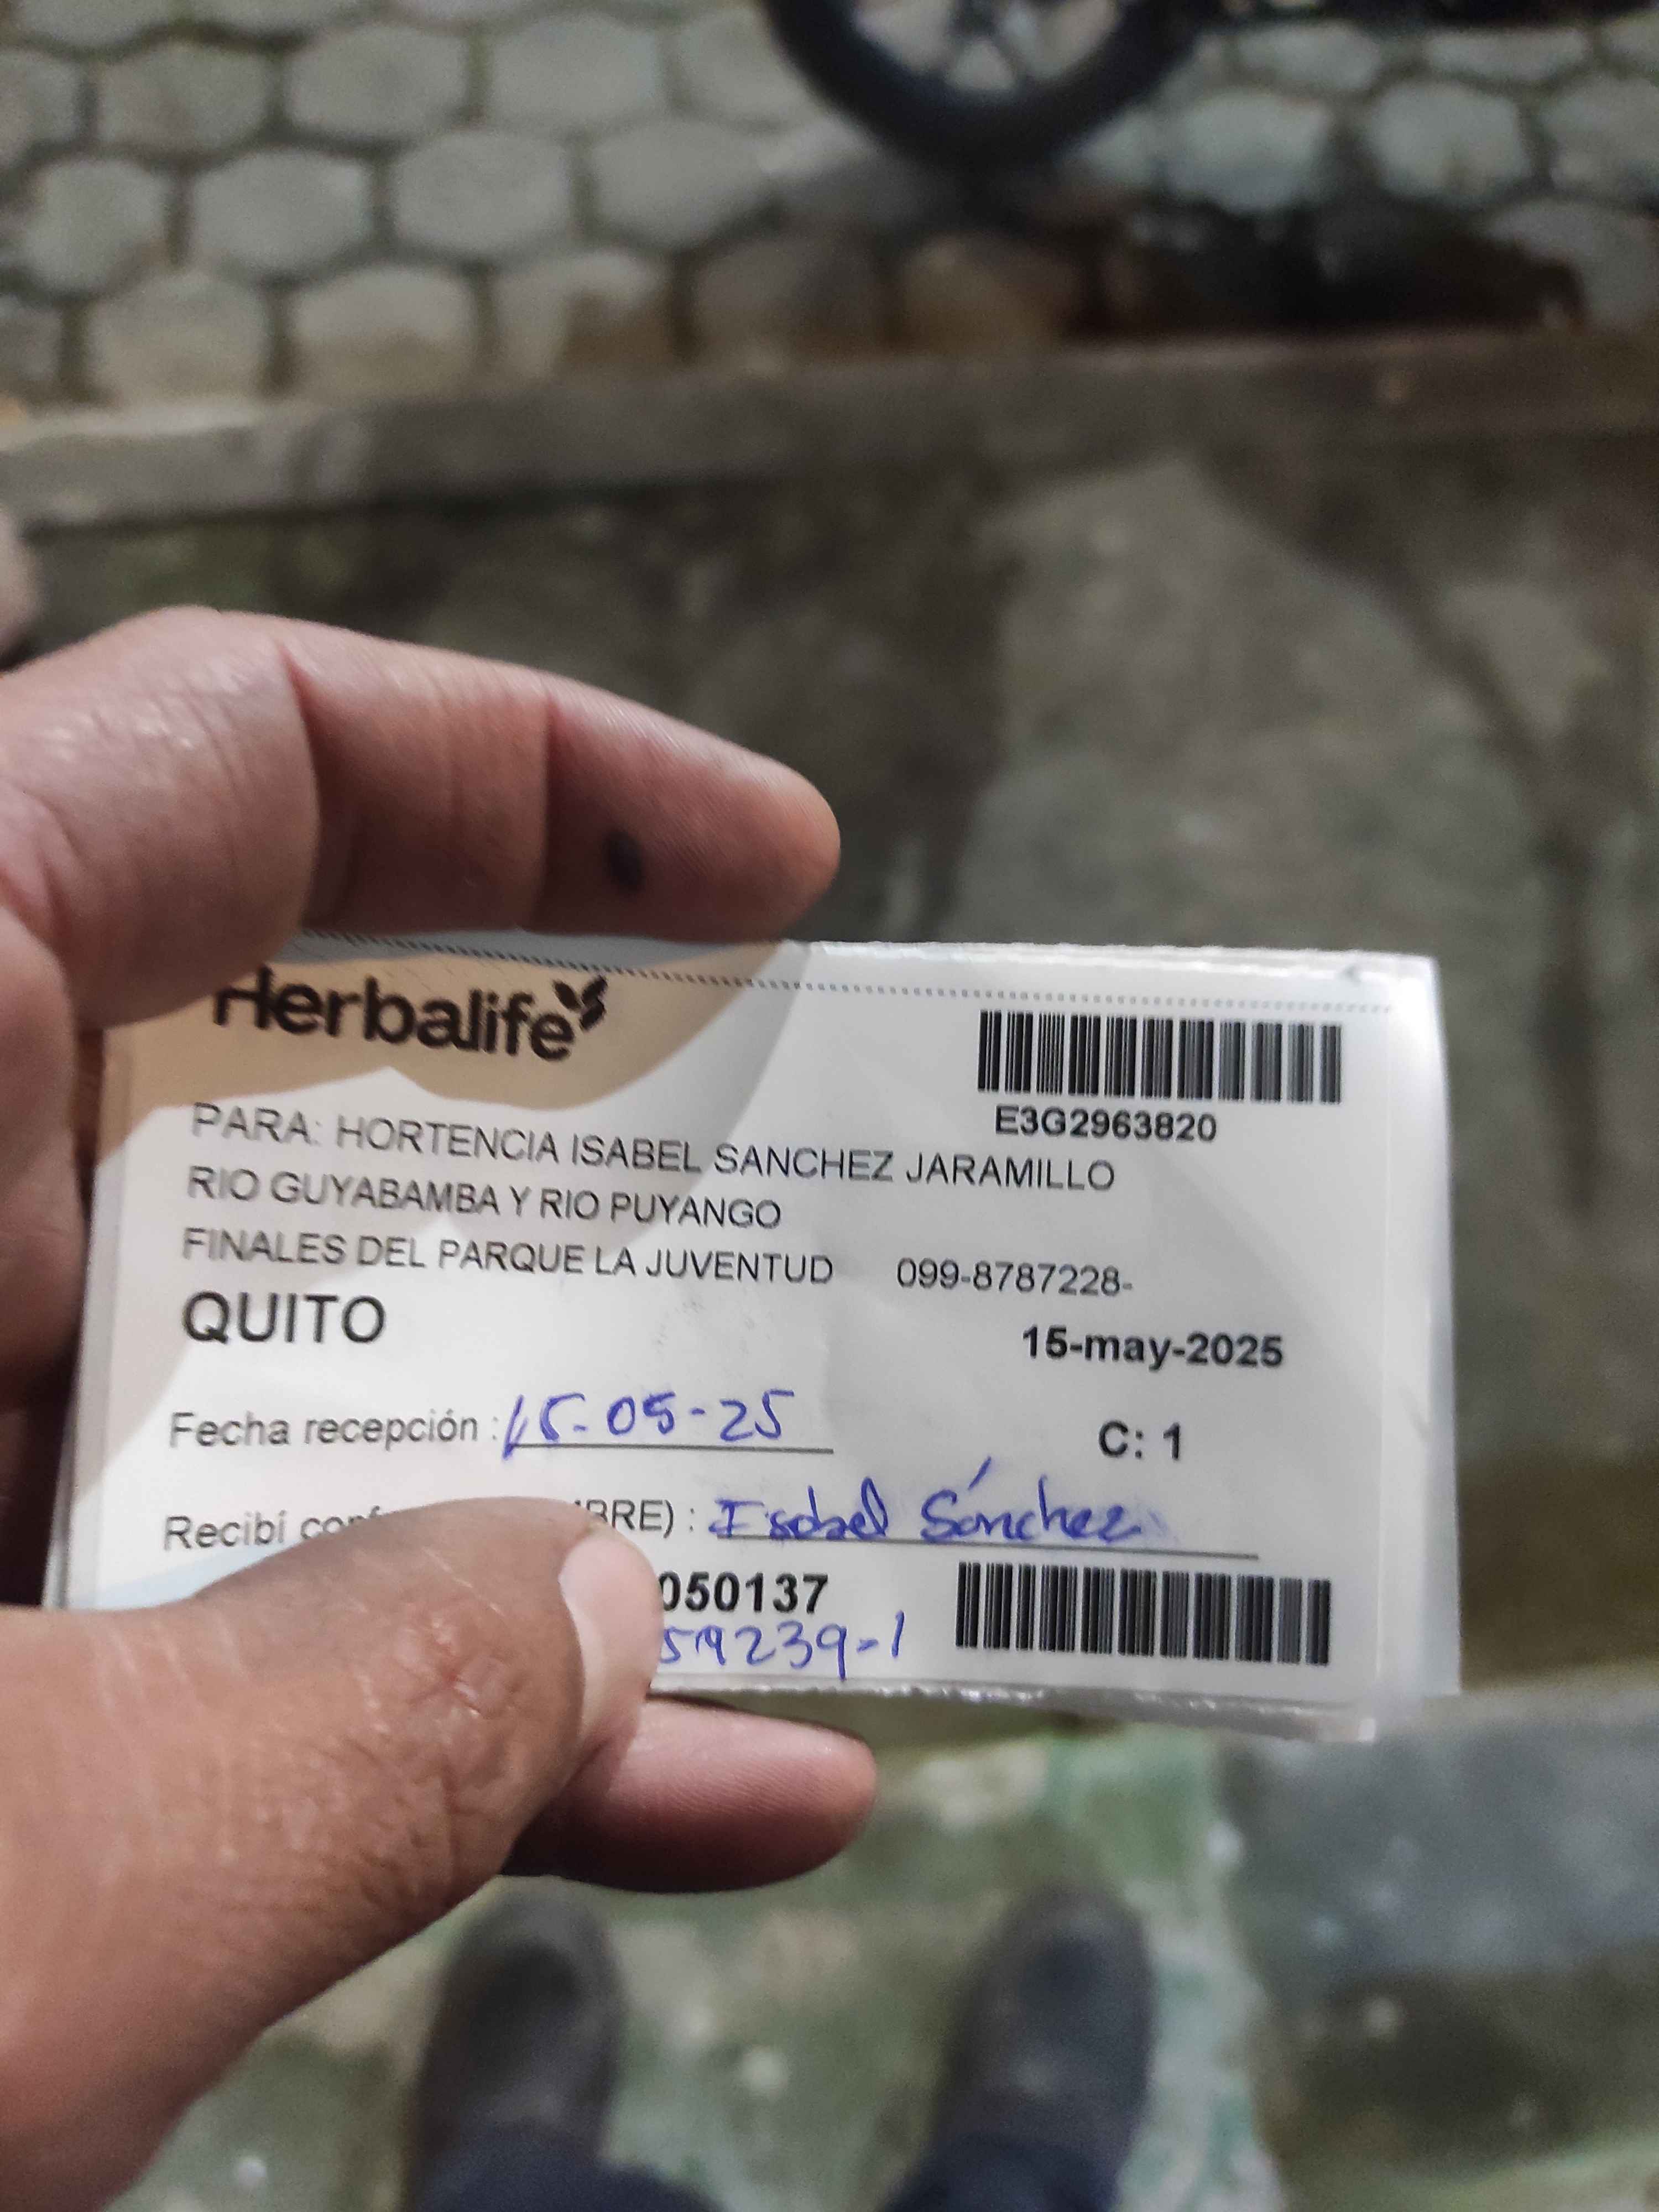 Herbalife
E3G2963820
PARA: HORTENCIA ISABEL SANCHEZ JARAMILLO
RIO GUYABAMBA Y RIO PUYANGO
FINALES DEL PARQUE LA JUVENTUD 099-8787228-
QUITO
15-may-2025
Fecha recepción : 15-05-25
C: 1
Recibí BRE) : Isabel Sánchez
050137
59239-1